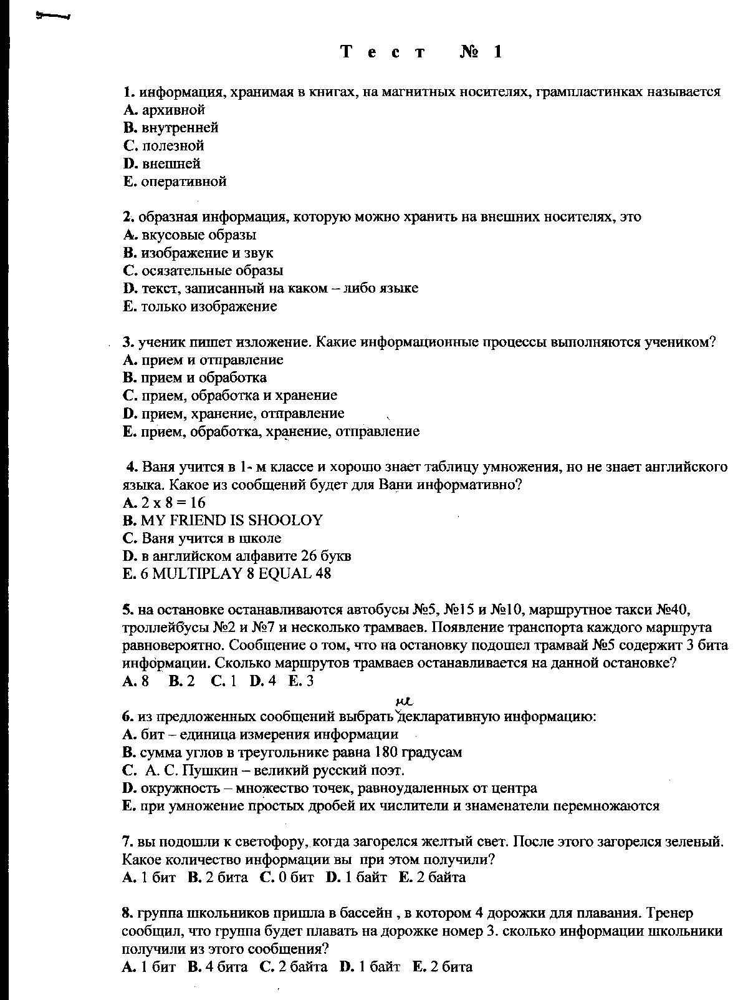 Тест № 1
1. информация, хранимая в книгах, на магнитных носителях, грампластинках называется
A. архивной
B. внутренней
C. полезной
D. внешней
E. оперативной
2. образная информация, которую можно хранить на внешних носителях, это
A. вкусовые образы
B. изображение и звук
C. осязательные образы
D. текст, записанный на каком – либо языке
E. только изображение
3. ученик пишет изложение. Какие информационные процессы выполняются учеником?
A. прием и отправление
B. прием и обработка
C. прием, обработка и хранение
D. прием, хранение, отправление
E. прием, обработка, хранение, отправление
4. Ваня учится в 1- м классе и хорошо знает таблицу умножения, но не знает английского
языка. Какое из сообщений будет для Вани информативно?
A. 2 x 8 = 16
B. MY FRIEND IS SHOOLOY
C. Ваня учится в школе
D. в английском алфавите 26 букв
E. 6 MULTIPLAY 8 EQUAL 48
5. на остановке останавливаются автобусы №5, №15 и №10, маршрутное такси №40,
троллейбусы №2 и №7 и несколько трамваев. Появление транспорта каждого маршрута
равновероятно. Сообщение о том, что на остановку подошел трамвай №5 содержит 3 бита
информации. Сколько маршрутов трамваев останавливается на данной остановке?
A. 8 B. 2 C. 1 D. 4 E. 3
не
6. из предложенных сообщений выбрать декларативную информацию:
A. бит – единица измерения информации
B. сумма углов в треугольнике равна 180 градусам
C. А. С. Пушкин – великий русский поэт.
D. окружность – множество точек, равноудаленных от центра
E. при умножение простых дробей их числители и знаменатели перемножаются
7. вы подошли к светофору, когда загорелся желтый свет. После этого загорелся зеленый.
Какое количество информации вы при этом получили?
A. 1 бит B. 2 бита C. 0 бит D. 1 байт E. 2 байта
8. группа школьников пришла в бассейн , в котором 4 дорожки для плавания. Тренер
сообщил, что группа будет плавать на дорожке номер 3. сколько информации школьники
получили из этого сообщения?
A. 1 бит B. 4 бита C. 2 байта D. 1 байт E. 2 бита